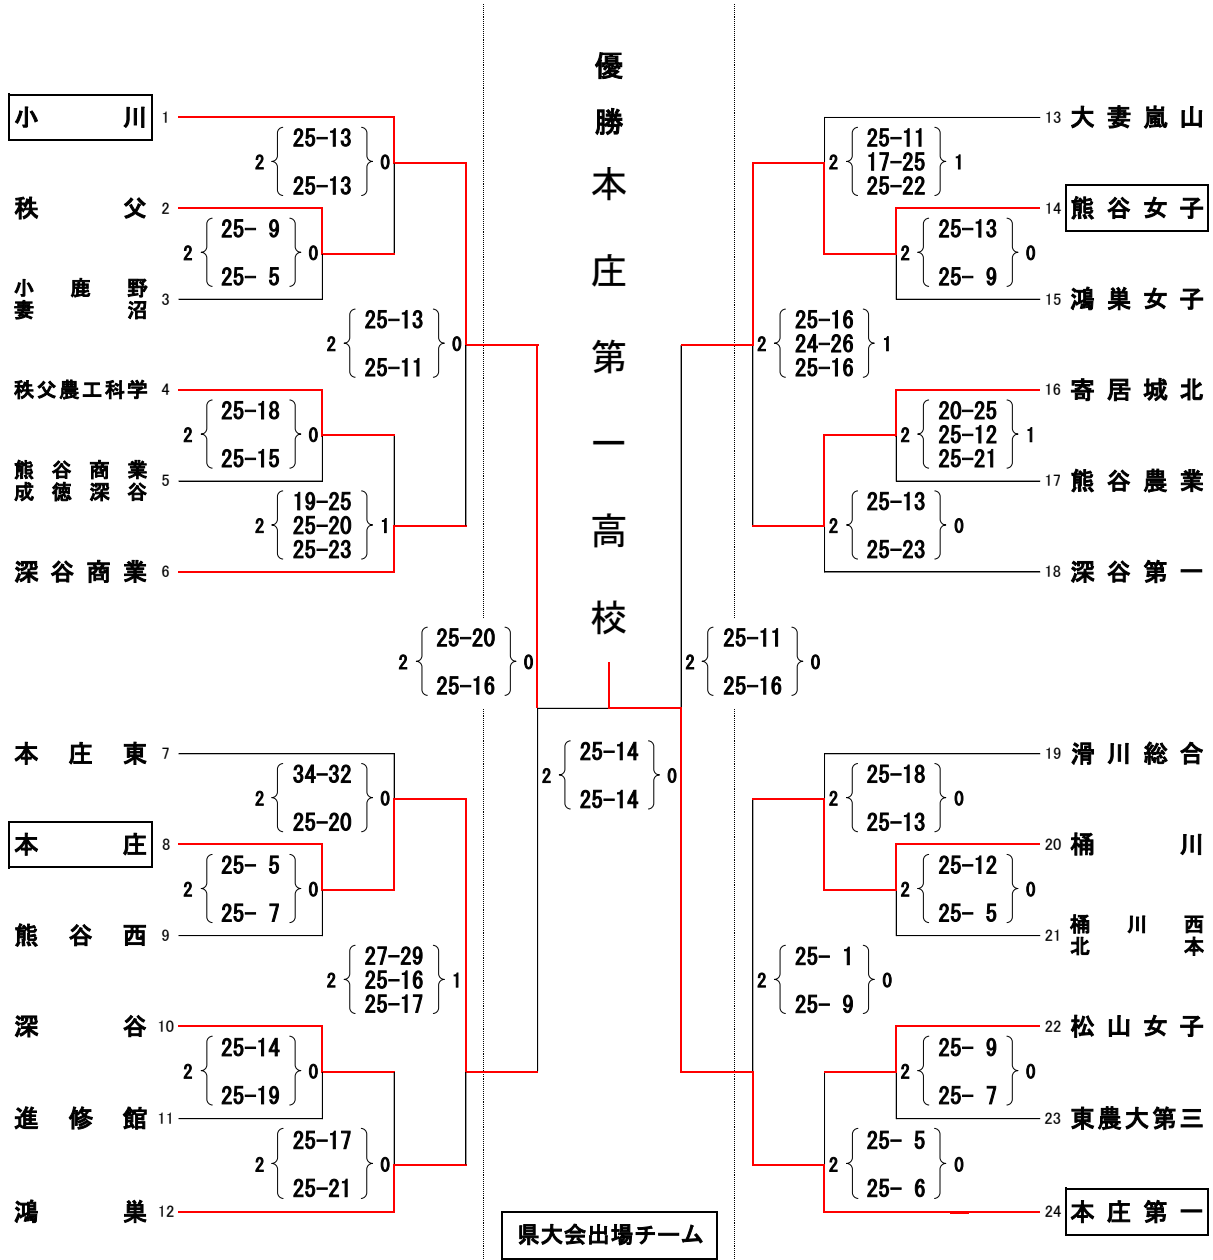 優
勝
本
庄
第
一
高
校
小川 1
25-13
2 0
25-13
秩父 2
25- 9
2 0
25- 5
小鹿野
妻沼
3
25-13
2 0
25-11
秩父農工科学 4
25-18
2 0
25-15
熊谷商業
成徳深谷
5
19-25
2 25-20 1
25-23
深谷商業 6
25-20
2 0
25-16
本庄東 7
34-32
2 0
25-20
本庄 8
25- 5
2 0
25- 7
熊谷西 9
27-29
2 25-16 1
25-17
深谷 10
25-14
2 0
25-19
進修館 11
25-17
2 0
25-21
鴻巣 12
25-14
2 0
25-14
13 大妻嵐山
25-11
2 17-25 1
25-22
14 熊谷女子
25-13
2 0
25- 9
15 鴻巣女子
25-16
2 24-26 1
25-16
16 寄居城北
20-25
2 25-12 1
25-21
17 熊谷農業
25-13
2 0
25-23
18 深谷第一
25-11
2 0
25-16
19 滑川総合
25-18
2 0
25-13
20 桶川
25-12
2 0
25- 5
21
桶川西
北本
25- 1
2 0
25- 9
22 松山女子
25- 9
2 0
25- 7
23 東農大第三
25- 5
2 0
25- 6
24 本庄第一
県大会出場チーム